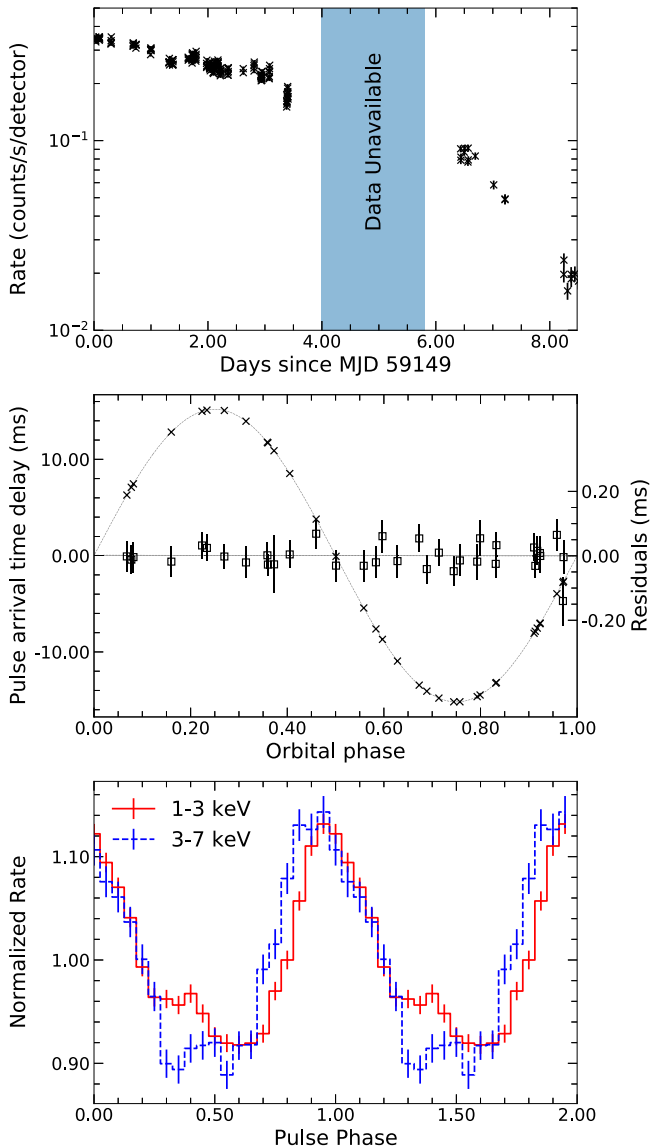 10⁻¹
10⁻²
Rate (counts/s/detector)
Data Unavailable
0.00 2.00 4.00 6.00 8.00
Days since MJD 59149
10.00
0.00
-10.00
Pulse arrival time delay (ms)
0.20
0.00
-0.20
Residuals (ms)
0.00 0.20 0.40 0.60 0.80 1.00
Orbital phase
1-3 keV
3-7 keV
1.10
1.00
0.90
Normalized Rate
0.00 0.50 1.00 1.50 2.00
Pulse Phase